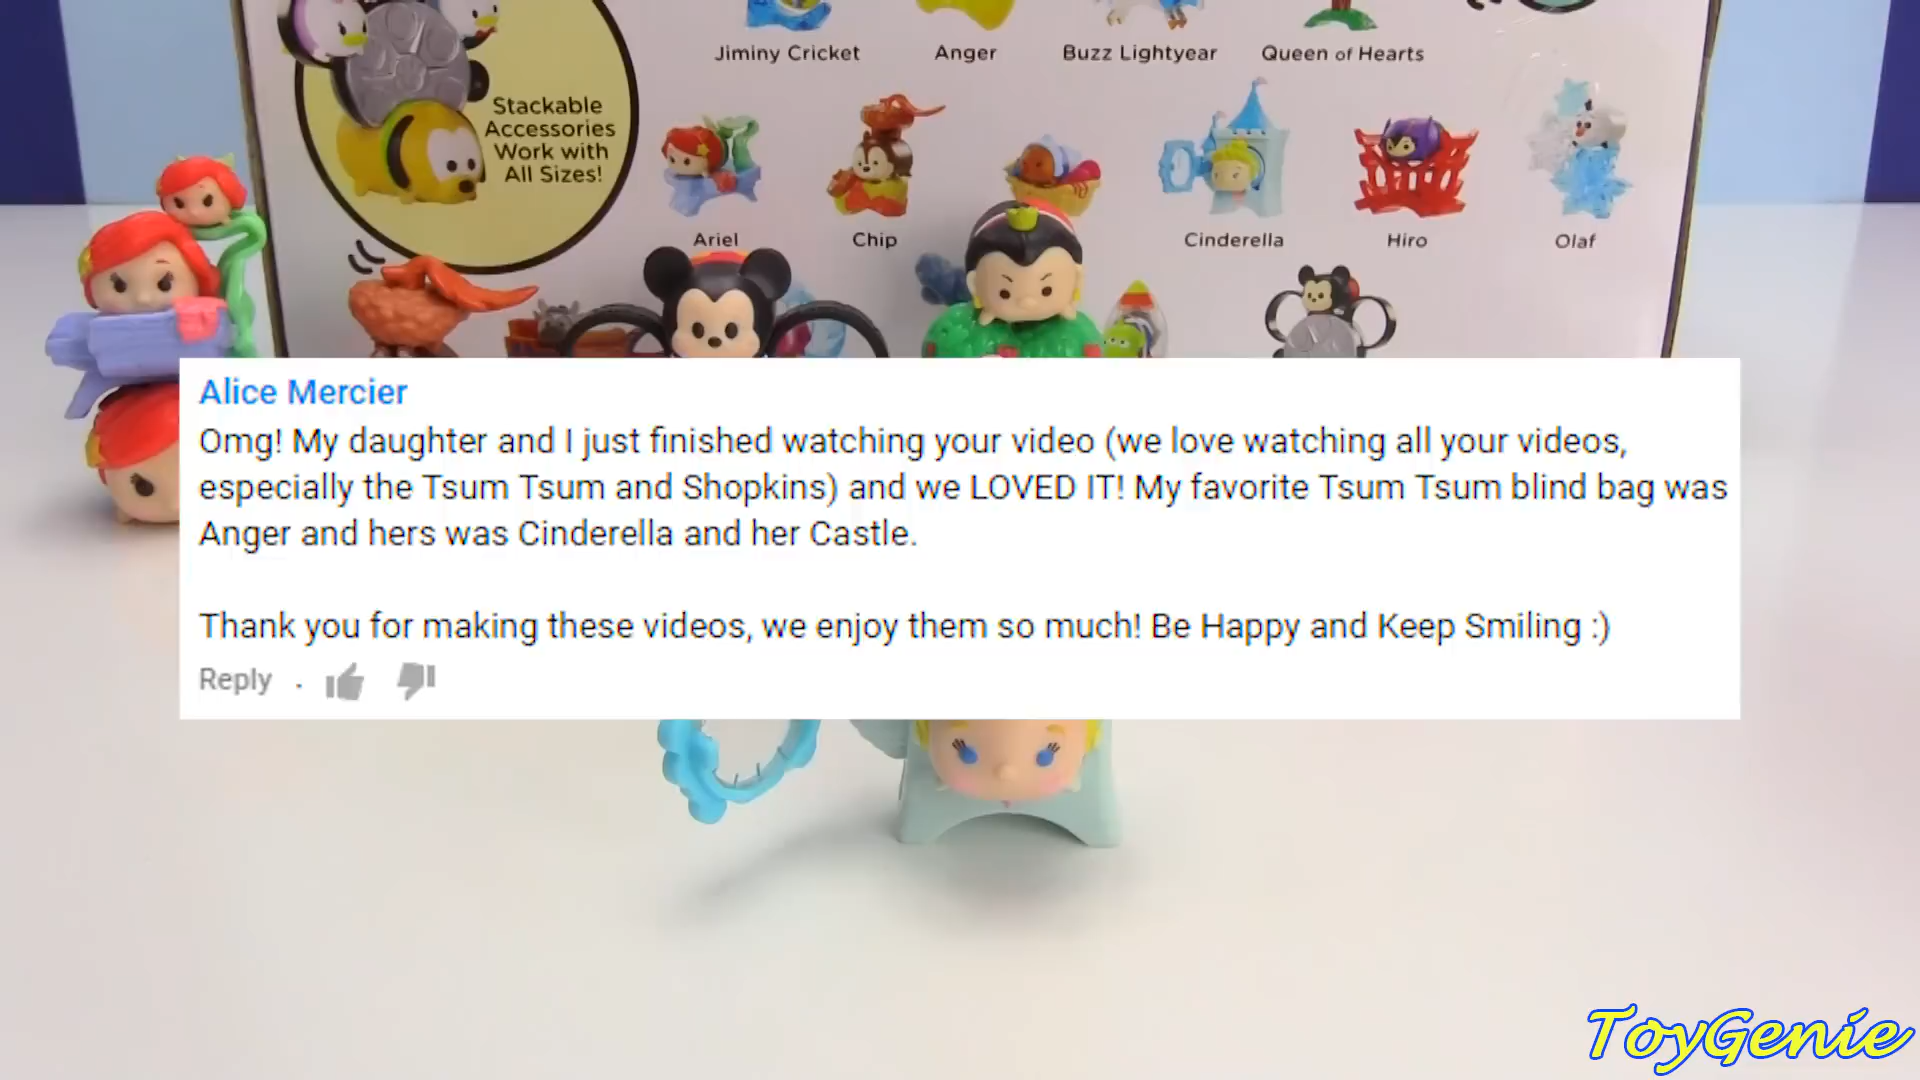 Jiminy Cricket
Anger
Buzz Lightyear
Queen of Hearts
Stackable
Accessories
Work with
All Sizes!
Ariel
Chip
Cinderella
Hiro
Olaf
Alice Mercier
Omg! My daughter and I just finished watching your video (we love watching all your videos,
especially the Tsum Tsum and Shopkins) and we LOVED IT! My favorite Tsum Tsum blind bag was
Anger and hers was Cinderella and her Castle.
Thank you for making these videos, we enjoy them so much! Be Happy and Keep Smiling :)
Reply .
ToyGenie